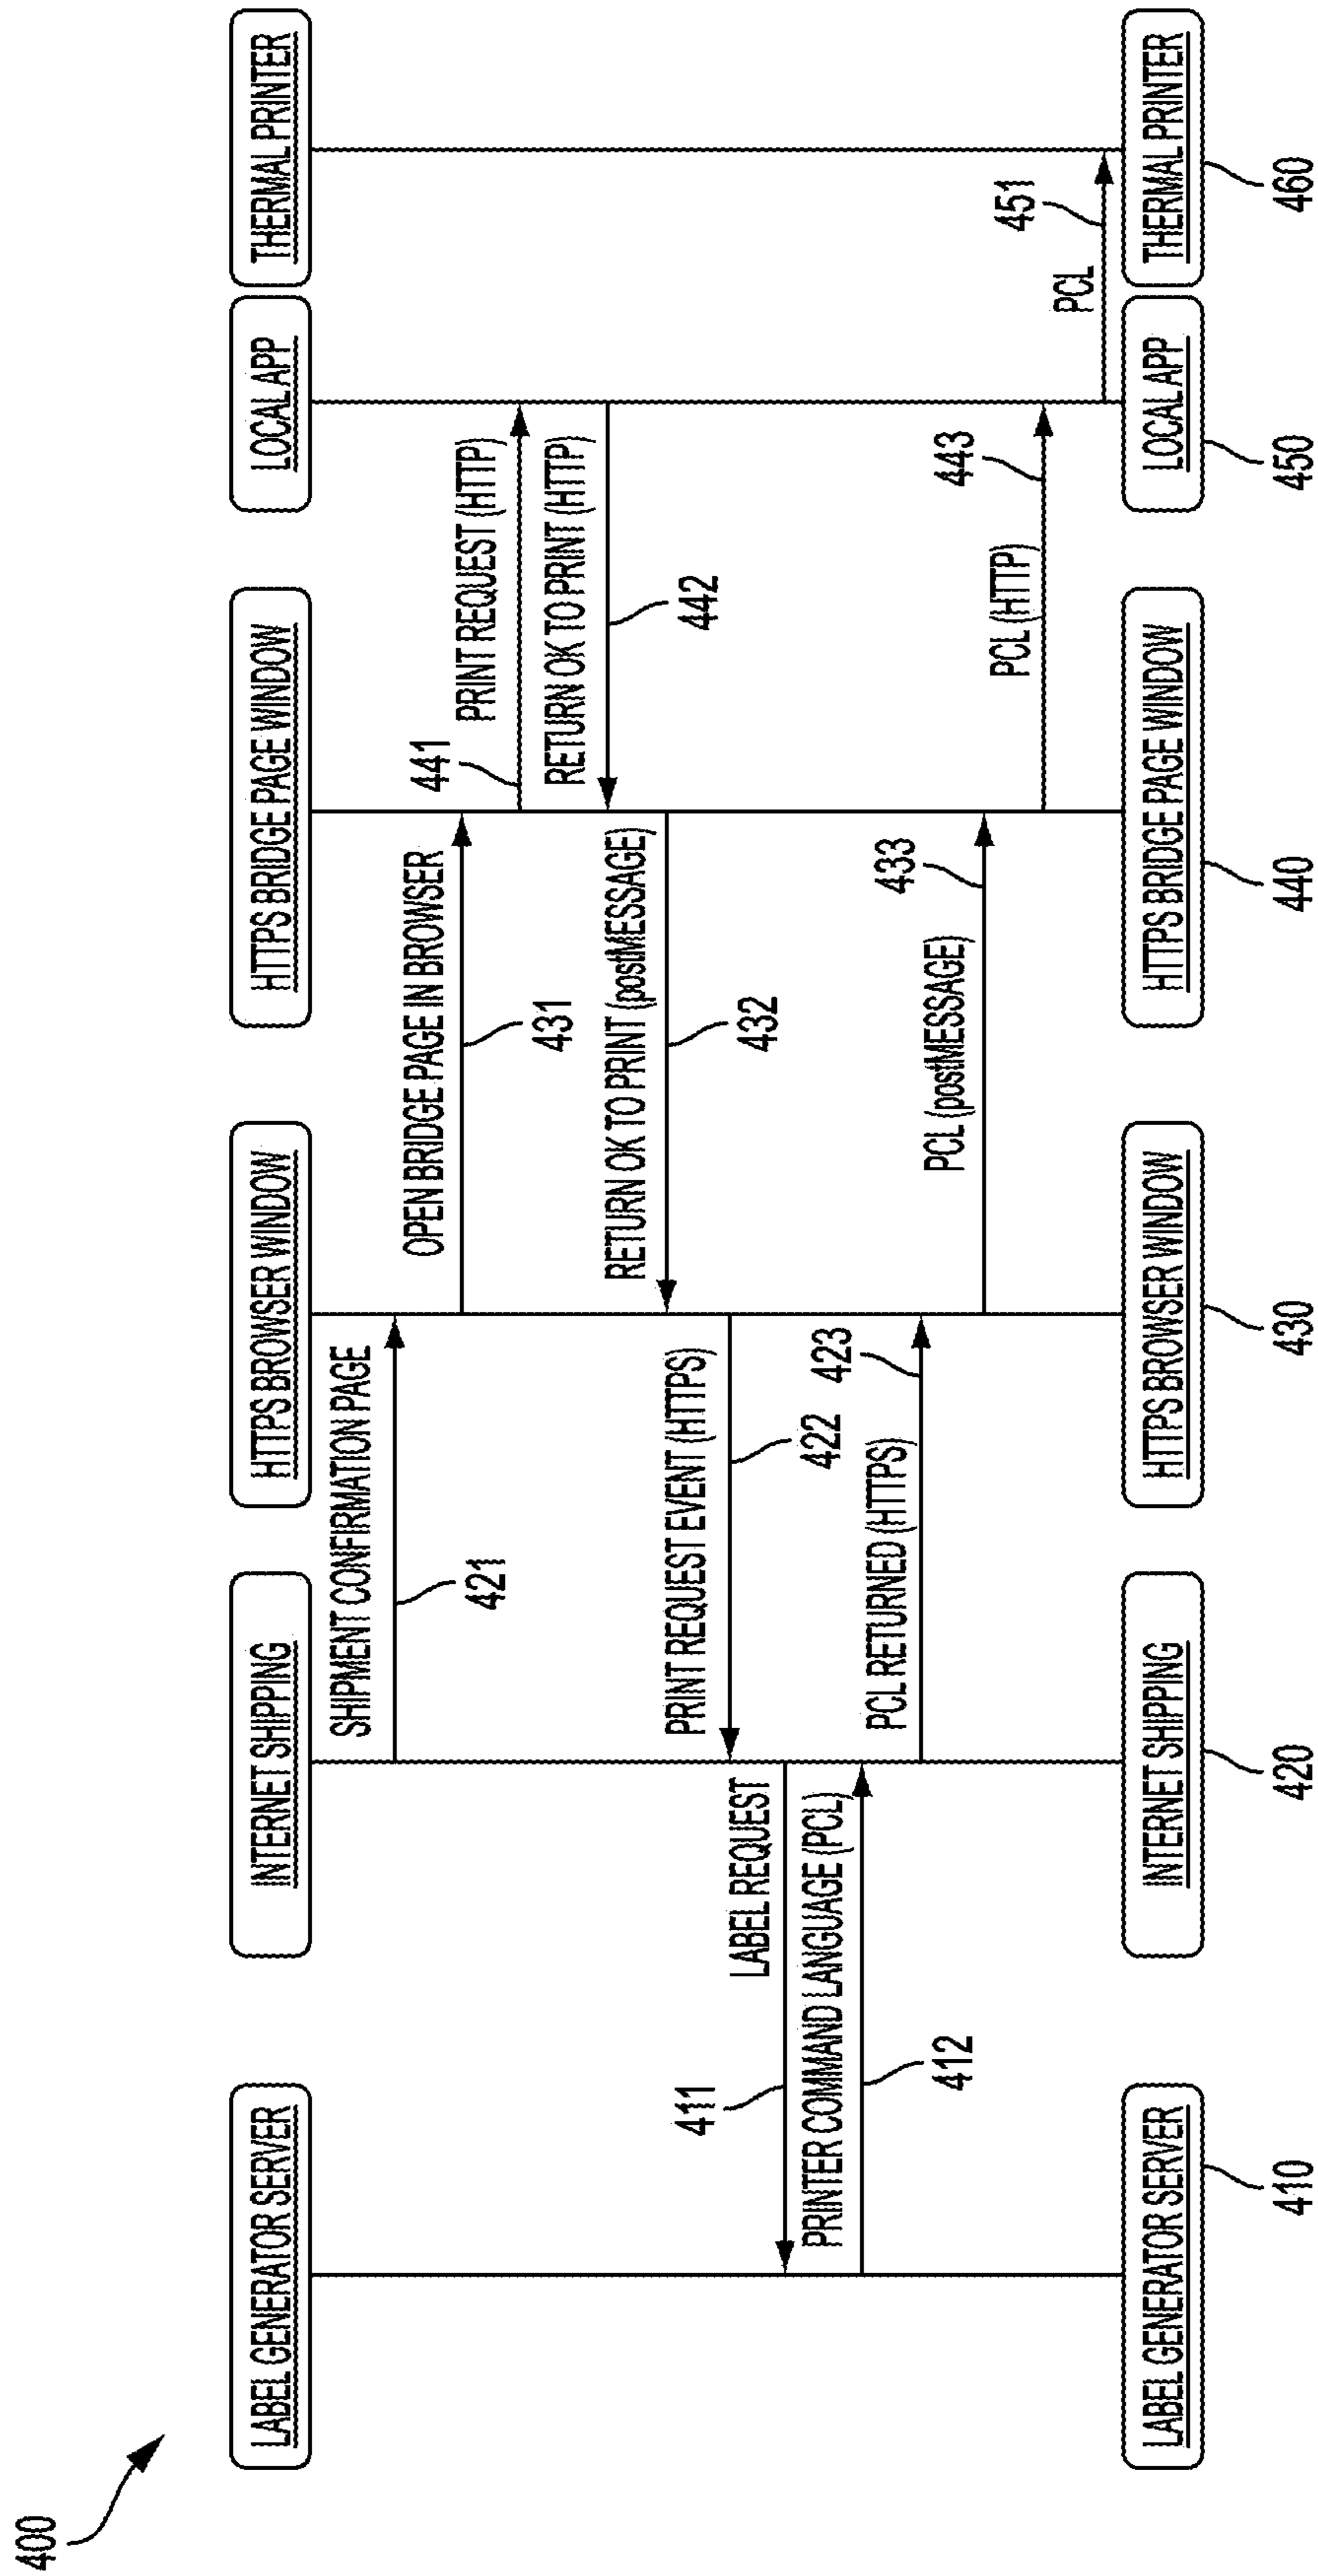 400
LABEL GENERATOR SERVER
INTERNET SHIPPING
HTTPS BROWSER WINDOW
HTTPS BRIDGE PAGE WINDOW
LOCAL APP
THERMAL PRINTER
SHIPMENT CONFIRMATION PAGE
421
OPEN BRIDGE PAGE IN BROWSER
431
441
PRINT REQUEST (HTTP)
RETURN OK TO PRINT (HTTP)
442
RETURN OK TO PRINT (postMESSAGE)
432
PRINT REQUEST EVENT (HTTPS)
422
LABEL REQUEST
411
PRINTER COMMAND LANGUAGE (PCL)
412
PCL RETURNED (HTTPS)
423
PCL (postMESSAGE)
433
PCL (HTTP)
443
PCL
451
LABEL GENERATOR SERVER
INTERNET SHIPPING
HTTPS BROWSER WINDOW
HTTPS BRIDGE PAGE WINDOW
LOCAL APP
THERMAL PRINTER
410
420
430
440
450
460